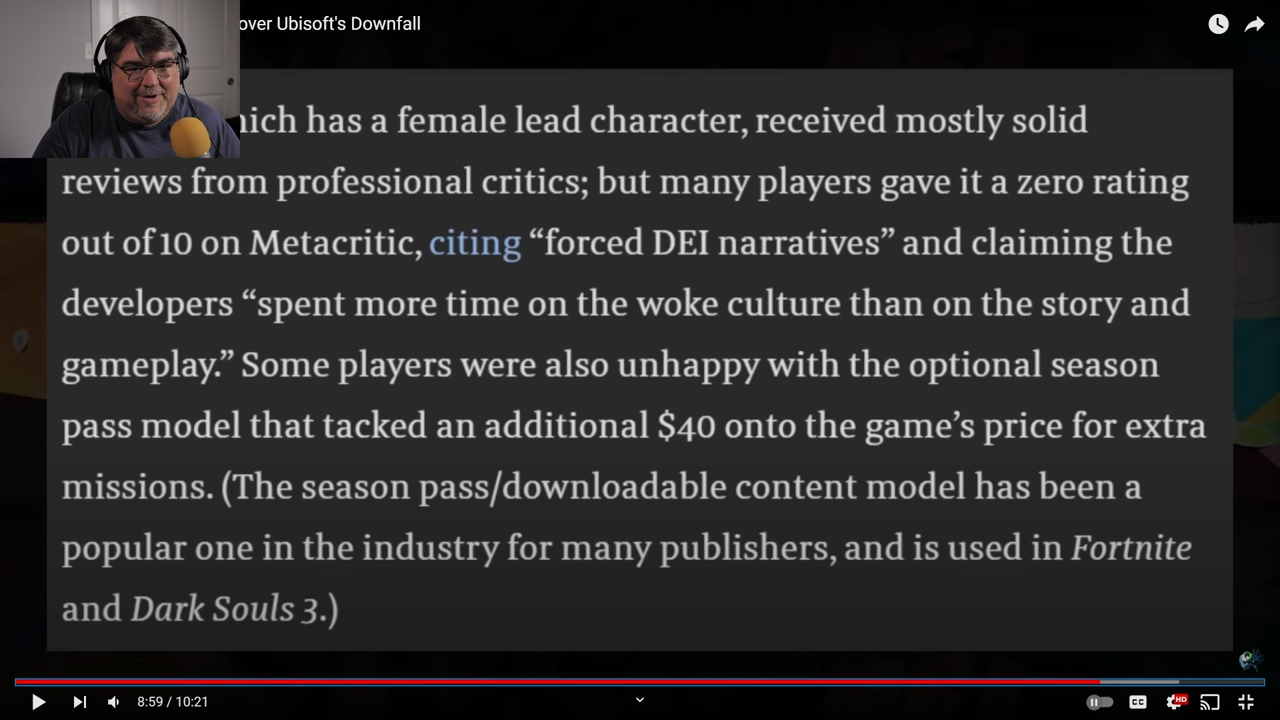 over Ubisoft's Downfall
has a female lead character, received mostly solid
reviews from professional critics; but many players gave it a zero rating
out of 10 on Metacritic, citing “forced DEI narratives” and claiming the
developers “spent more time on the woke culture than on the story and
gameplay.” Some players were also unhappy with the optional season
pass model that tacked an additional $40 onto the game’s price for extra
missions. (The season pass/downloadable content model has been a
popular one in the industry for many publishers, and is used in Fortnite
and Dark Souls 3.)
8:59 / 10:21
CC
HD